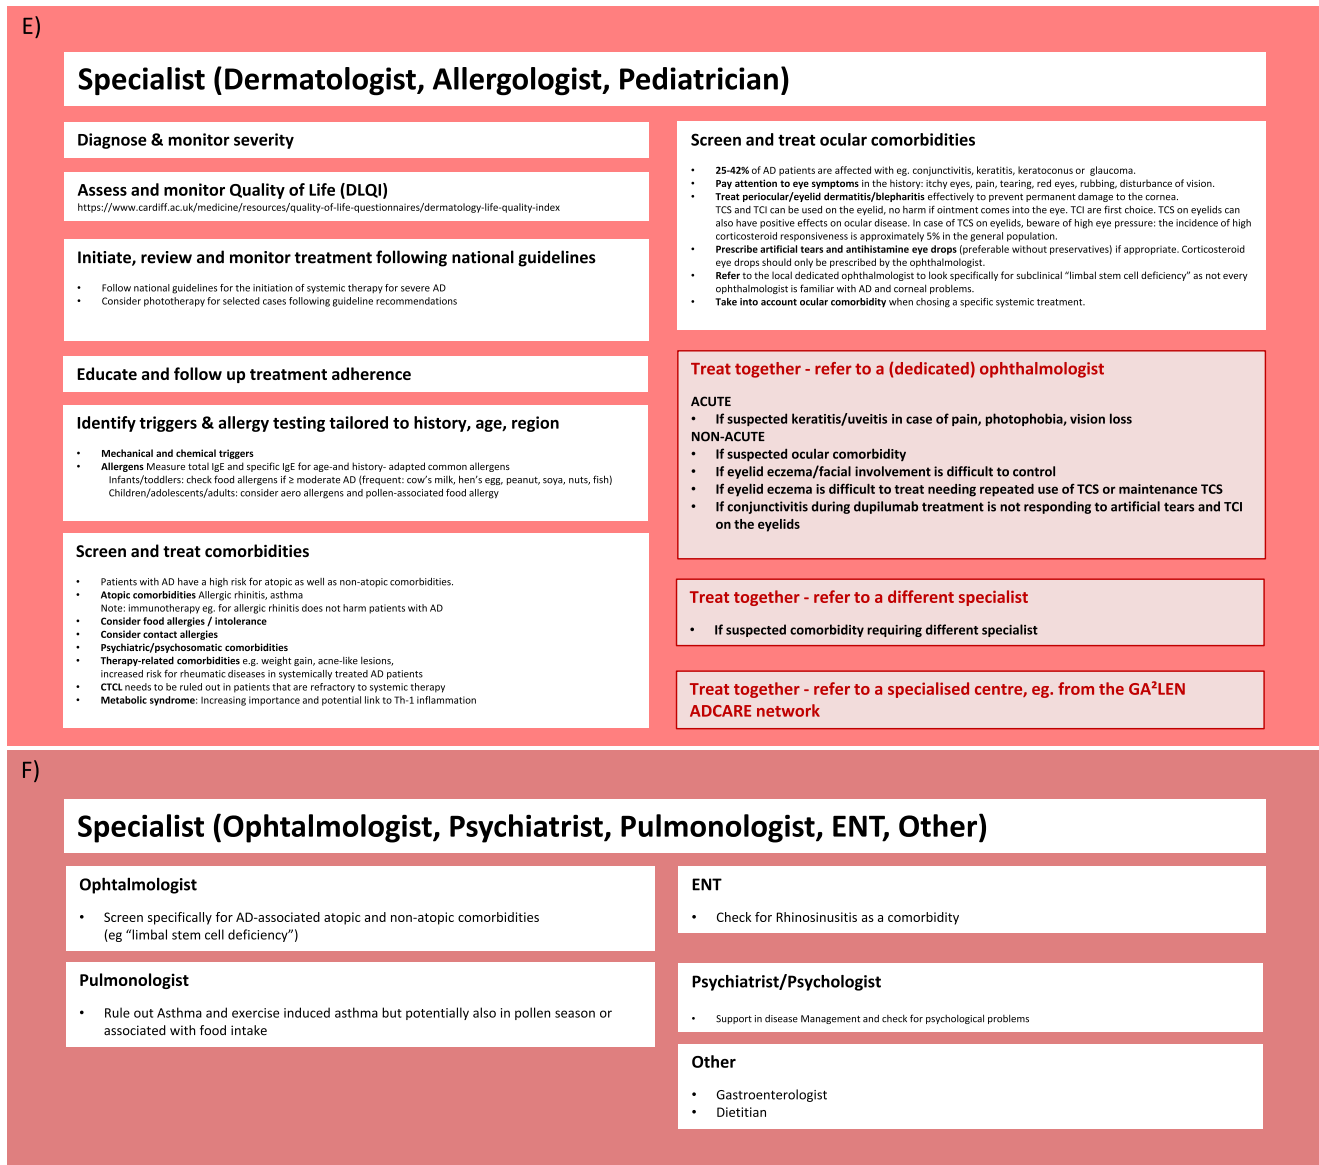 E)
Specialist (Dermatologist, Allergologist, Pediatrician)
Diagnose & monitor severity
Assess and monitor Quality of Life (DLQI)
https://www.cardiff.ac.uk/medicine/resources/quality-of-life-questionnaires/dermatology-life-quality-index
Initiate, review and monitor treatment following national guidelines
• Follow national guidelines for the initiation of systemic therapy for severe AD
• Consider phototherapy for selected cases following guideline recommendations
Educate and follow up treatment adherence
Identify triggers & allergy testing tailored to history, age, region
• Mechanical and chemical triggers
• Allergens Measure total IgE and specific IgE for age-and history- adapted common allergens
Infants/toddlers: check food allergens if ≥ moderate AD (frequent: cow's milk, hen's egg, peanut, soya, nuts, fish)
Children/adolescents/adults: consider aero allergens and pollen-associated food allergy
Screen and treat comorbidities
• Patients with AD have a high risk for atopic as well as non-atopic comorbidities.
• Atopic comorbidities Allergic rhinitis, asthma
Note: immunotherapy eg. for allergic rhinitis does not harm patients with AD
• Consider food allergies / intolerance
• Consider contact allergies
• Psychiatric/psychosomatic comorbidities
• Therapy-related comorbidities e.g. weight gain, acne-like lesions,
increased risk for rheumatic diseases in systemically treated AD patients
• CTCL needs to be ruled out in patients that are refractory to systemic therapy
• Metabolic syndrome: Increasing importance and potential link to Th-1 inflammation
Screen and treat ocular comorbidities
• 25-42% of AD patients are affected with eg. conjunctivitis, keratitis, keratoconus or glaucoma.
• Pay attention to eye symptoms in the history: itchy eyes, pain, tearing, red eyes, rubbing, disturbance of vision.
• Treat periocular/eyelid dermatitis/blepharitis effectively to prevent permanent damage to the cornea.
TCS and TCI can be used on the eyelid, no harm if ointment comes into the eye. TCI are first choice. TCS on eyelids can
also have positive effects on ocular disease. In case of TCS on eyelids, beware of high eye pressure: the incidence of high
corticosteroid responsiveness is approximately 5% in the general population.
• Prescribe artificial tears and antihistamine eye drops (preferable without preservatives) if appropriate. Corticosteroid
eye drops should only be prescribed by the ophthalmologist.
• Refer to the local dedicated ophthalmologist to look specifically for subclinical "limbal stem cell deficiency" as not every
ophthalmologist is familiar with AD and corneal problems.
• Take into account ocular comorbidity when chosing a specific systemic treatment.
Treat together - refer to a (dedicated) ophthalmologist
ACUTE
• If suspected keratitis/uveitis in case of pain, photophobia, vision loss
NON-ACUTE
• If suspected ocular comorbidity
• If eyelid eczema/facial involvement is difficult to control
• If eyelid eczema is difficult to treat needing repeated use of TCS or maintenance TCS
• If conjunctivitis during dupilumab treatment is not responding to artificial tears and TCI
on the eyelids
Treat together - refer to a different specialist
• If suspected comorbidity requiring different specialist
Treat together - refer to a specialised centre, eg. from the GA²LEN
ADCARE network
F)
Specialist (Ophtalmologist, Psychiatrist, Pulmonologist, ENT, Other)
Ophtalmologist
• Screen specifically for AD-associated atopic and non-atopic comorbidities
(eg "limbal stem cell deficiency")
Pulmonologist
• Rule out Asthma and exercise induced asthma but potentially also in pollen season or
associated with food intake
ENT
• Check for Rhinosinusitis as a comorbidity
Psychiatrist/Psychologist
• Support in disease Management and check for psychological problems
Other
• Gastroenterologist
• Dietitian